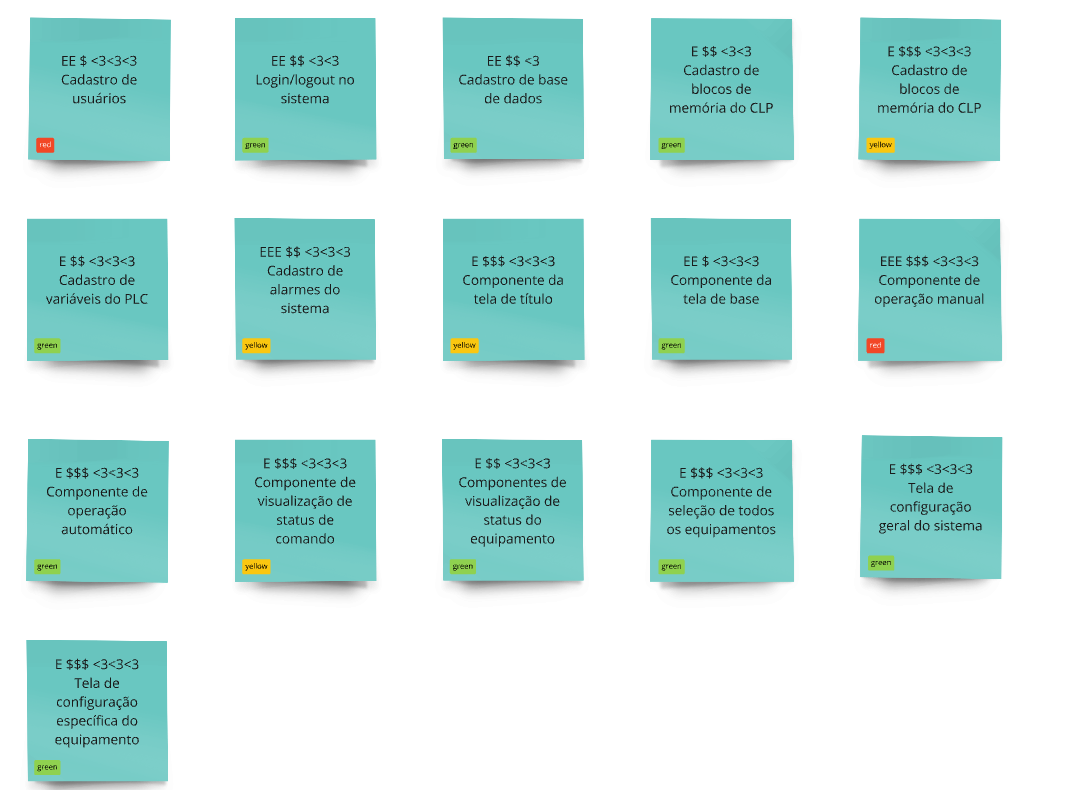 EE $ <3<3<3
Cadastro de
usuários
red
EE $$ <3<3
Login/logout no
sistema
green
EE $$ <3
Cadastro de base
de dados
green
E $$ <3<3
Cadastro de
blocos de
memória do CLP
green
E $$$ <3<3<3
Cadastro de
blocos de
memória do CLP
yellow
E $$ <3<3<3
Cadastro de
variáveis do PLC
green
EEE $$ <3<3<3
Cadastro de
alarmes do
sistema
yellow
E $$$ <3<3<3
Componente da
tela de título
yellow
EE $ <3<3<3
Componente da
tela de base
green
EEE $$$ <3<3<3
Componente de
operação manual
red
E $$$ <3<3<3
Componente de
operação
automático
green
E $$$ <3<3<3
Componente de
visualização de
status de
comando
yellow
E $$ <3<3<3
Componentes de
visualização de
status do
equipamento
green
E $$$ <3<3<3
Componente de
seleção de todos
os equipamentos
green
E $$$ <3<3<3
Tela de
configuração
geral do sistema
green
E $$$ <3<3<3
Tela de
configuração
específica do
equipamento
green